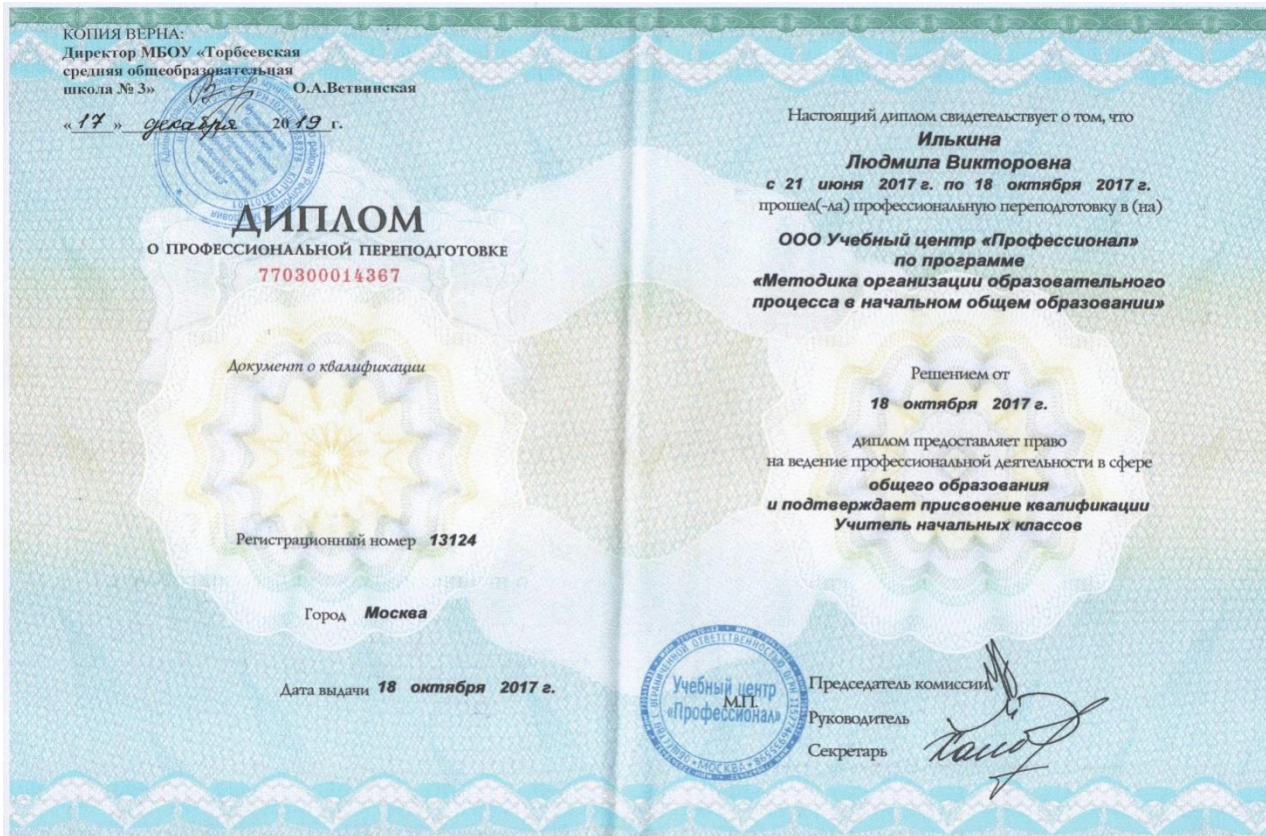 КОПИЯ ВЕРНА:
Директор МБОУ «Торбеевская
средняя общеобразовательная
школа № 3» О.А.Ветвинская
«17» декабря 2019 г.
ДИПЛОМ
О ПРОФЕССИОНАЛЬНОЙ ПЕРЕПОДГОТОВКЕ
770300014367
Документ о квалификации
Регистрационный номер 13124
Город Москва
Дата выдачи 18 октября 2017 г.
Настоящий диплом свидетельствует о том, что
Илькина
Людмила Викторовна
с 21 июня 2017 г. по 18 октября 2017 г.
прошел(-ла) профессиональную переподготовку в (на)
ООО Учебный центр «Профессионал»
по программе
«Методика организации образовательного
процесса в начальном общем образовании»
Решением от
18 октября 2017 г.
диплом предоставляет право
на ведение профессиональной деятельности в сфере
общего образования
и подтверждает присвоение квалификации
Учитель начальных классов
Учебный центр
«Профессионал»
М.П.
МОСКВА
Председатель комиссии
Руководитель
Секретарь